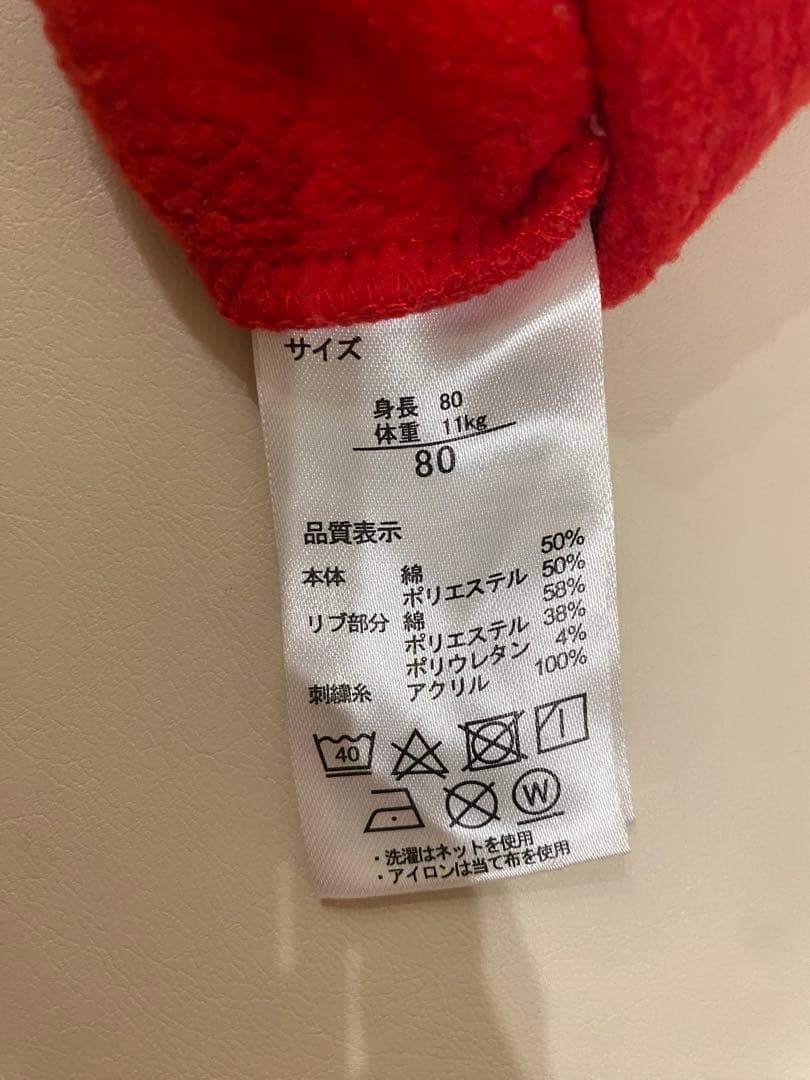 サイズ
身長 80
体重 11kg
80
品質表示
本体 綿 50%
ポリエステル 50%
リブ部分 綿 58%
ポリエステル 38%
ポリウレタン 4%
刺繍糸 アクリル 100%
40
W
・洗濯はネットを使用
・アイロンは当て布を使用